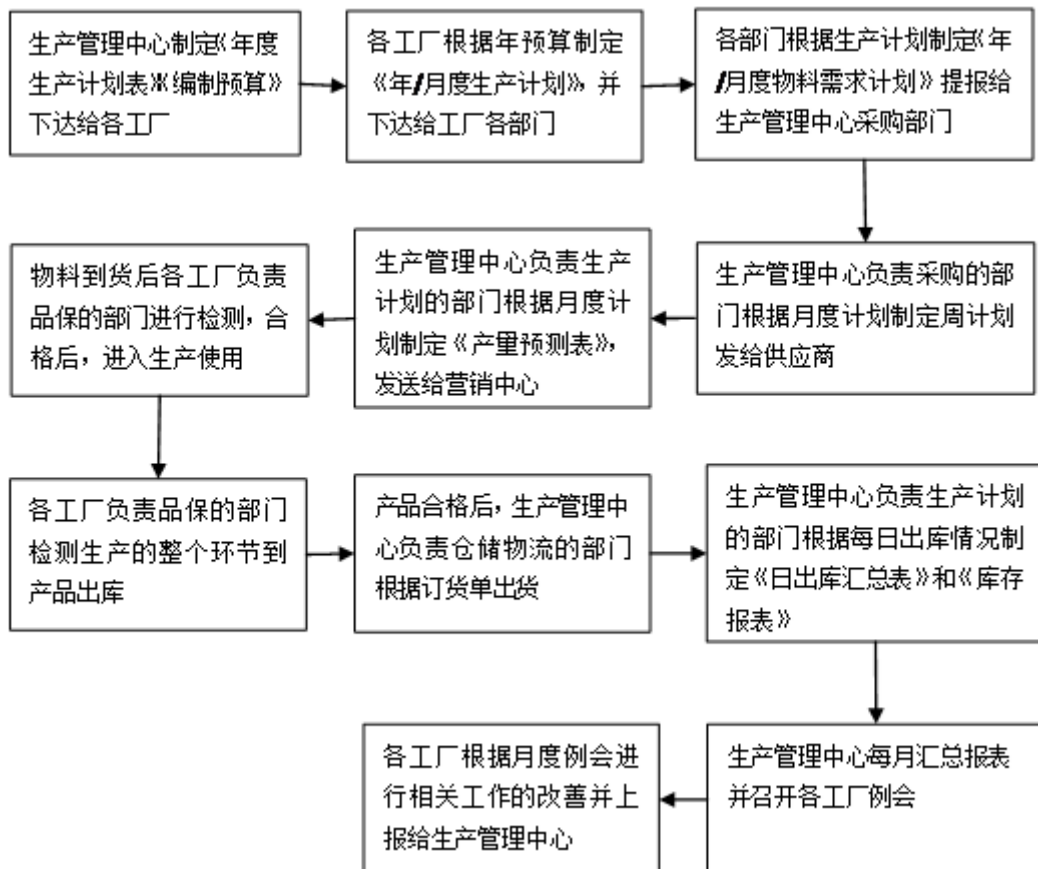 生产管理中心制定《年度
生产计划表》《编制预算》
下达给各工厂
各工厂根据年预算制定
《年/月度生产计划》，并
下达给工厂各部门
各部门根据生产计划制定《年
/月度物料需求计划》提报给
生产管理中心采购部门
生产管理中心负责采购的部
门根据月度计划制定周计划
发给供应商
生产管理中心负责生产
计划的部门根据月度计
划制定《产量预测表》，
发送给营销中心
物料到货后各工厂负责
品保的部门进行检测，合
格后，进入生产使用
各工厂负责品保的部门
检测生产的整个环节到
产品出库
产品合格后，生产管理中
心负责仓储物流的部门
根据订货单出货
生产管理中心负责生产计划
的部门根据每日出库情况制
定《日出库汇总表》和《库存
报表》
生产管理中心每月汇总报表
并召开各工厂例会
各工厂根据月度例会进
行相关工作的改善并上
报给生产管理中心